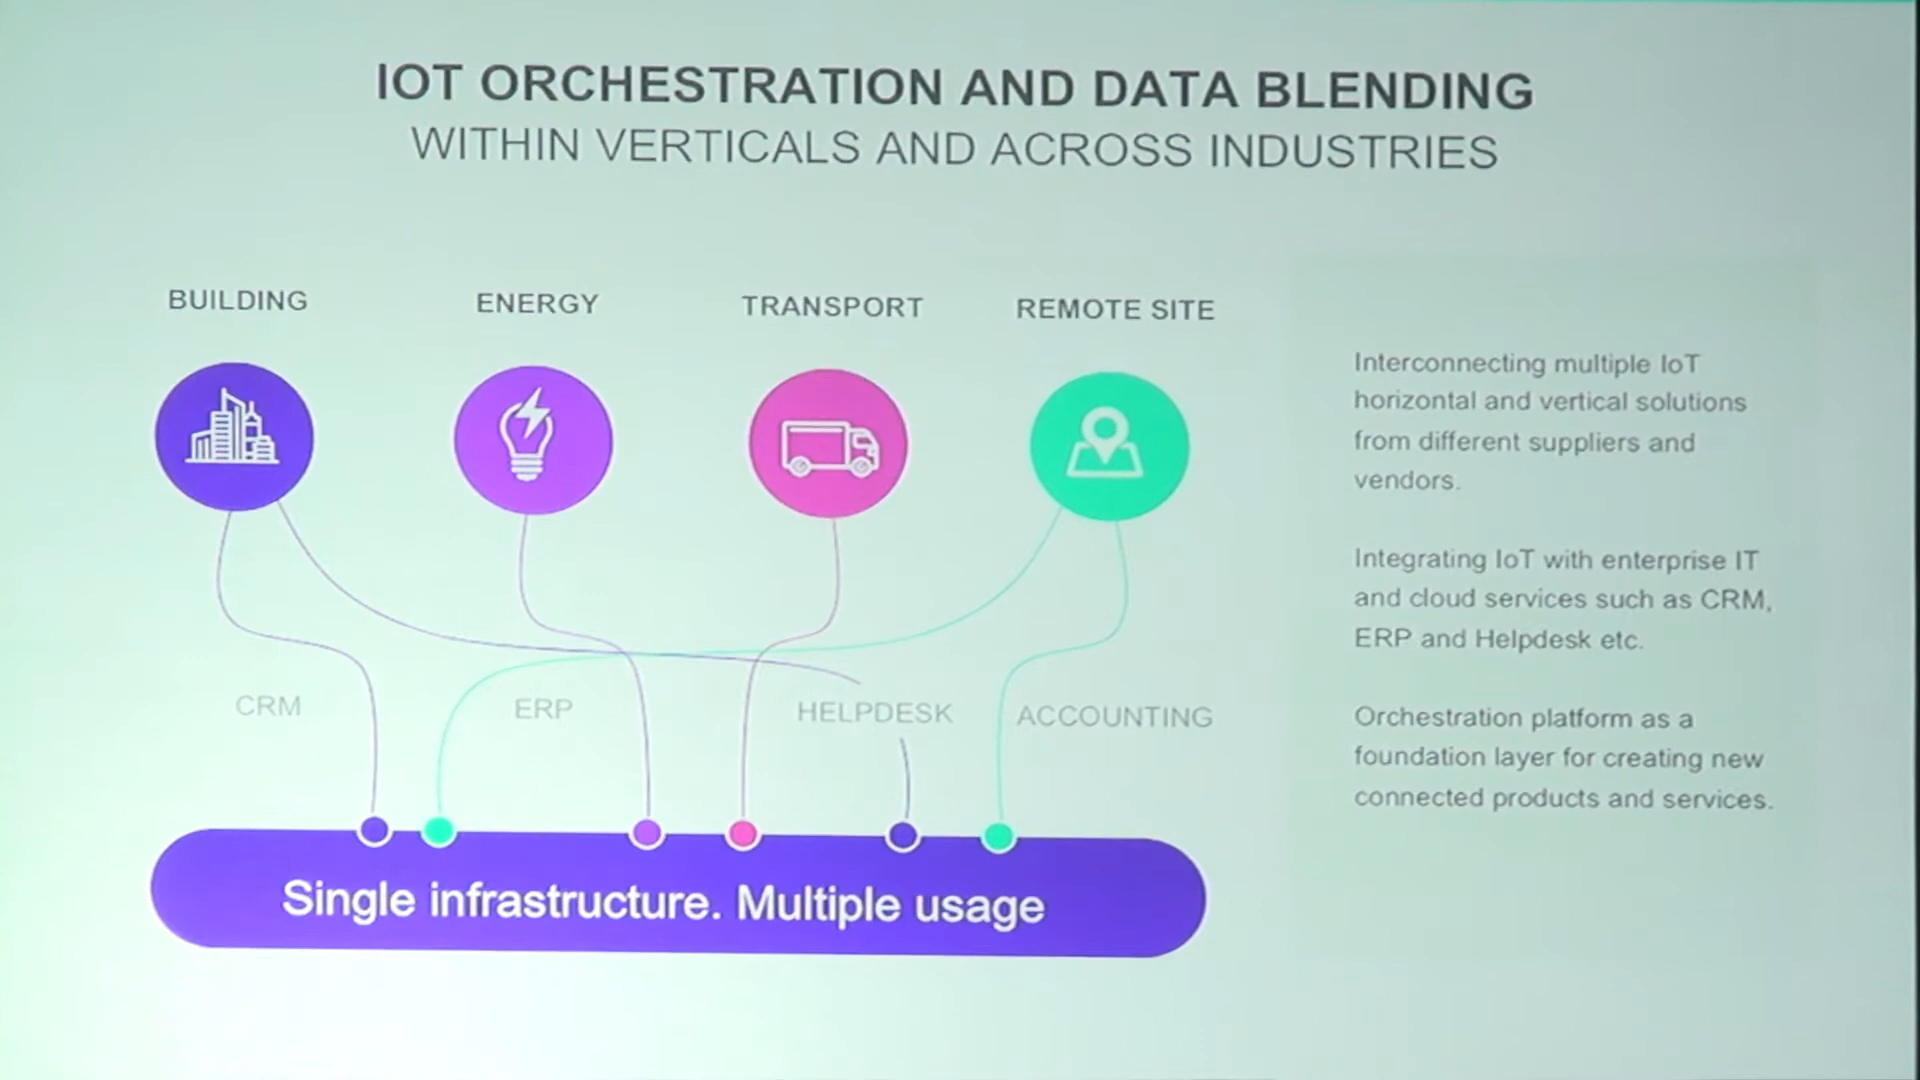 IOT ORCHESTRATION AND DATA BLENDING
WITHIN VERTICALS AND ACROSS INDUSTRIES
BUILDING
ENERGY
TRANSPORT
REMOTE SITE
CRM
ERP
HELPDESK
ACCOUNTING
Single infrastructure. Multiple usage
Interconnecting multiple IoT
horizontal and vertical solutions
from different suppliers and
vendors.
Integrating IoT with enterprise IT
and cloud services such as CRM,
ERP and Helpdesk etc.
Orchestration platform as a
foundation layer for creating new
connected products and services.